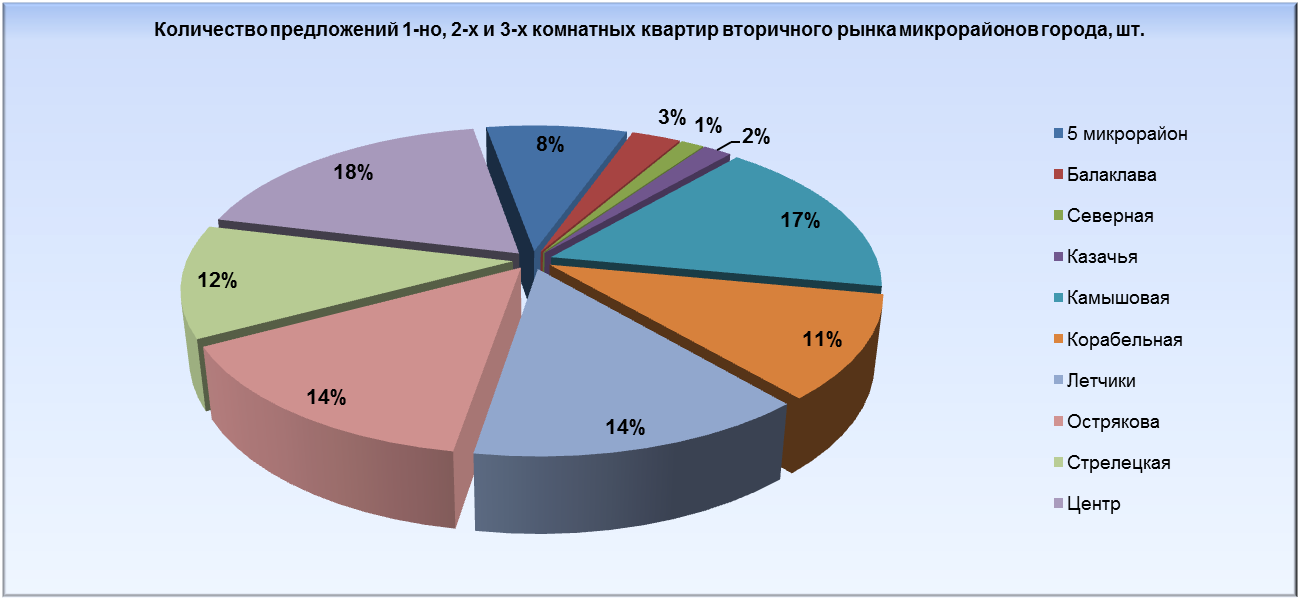 Количество предложений 1-но, 2-х и 3-х комнатных квартир вторичного рынка микрорайонов города, шт.
8%
3%
1%
2%
17%
11%
14%
14%
12%
18%
5 микрорайон
Балаклава
Северная
Казачья
Камышовая
Корабельная
Летчики
Острякова
Стрелецкая
Центр